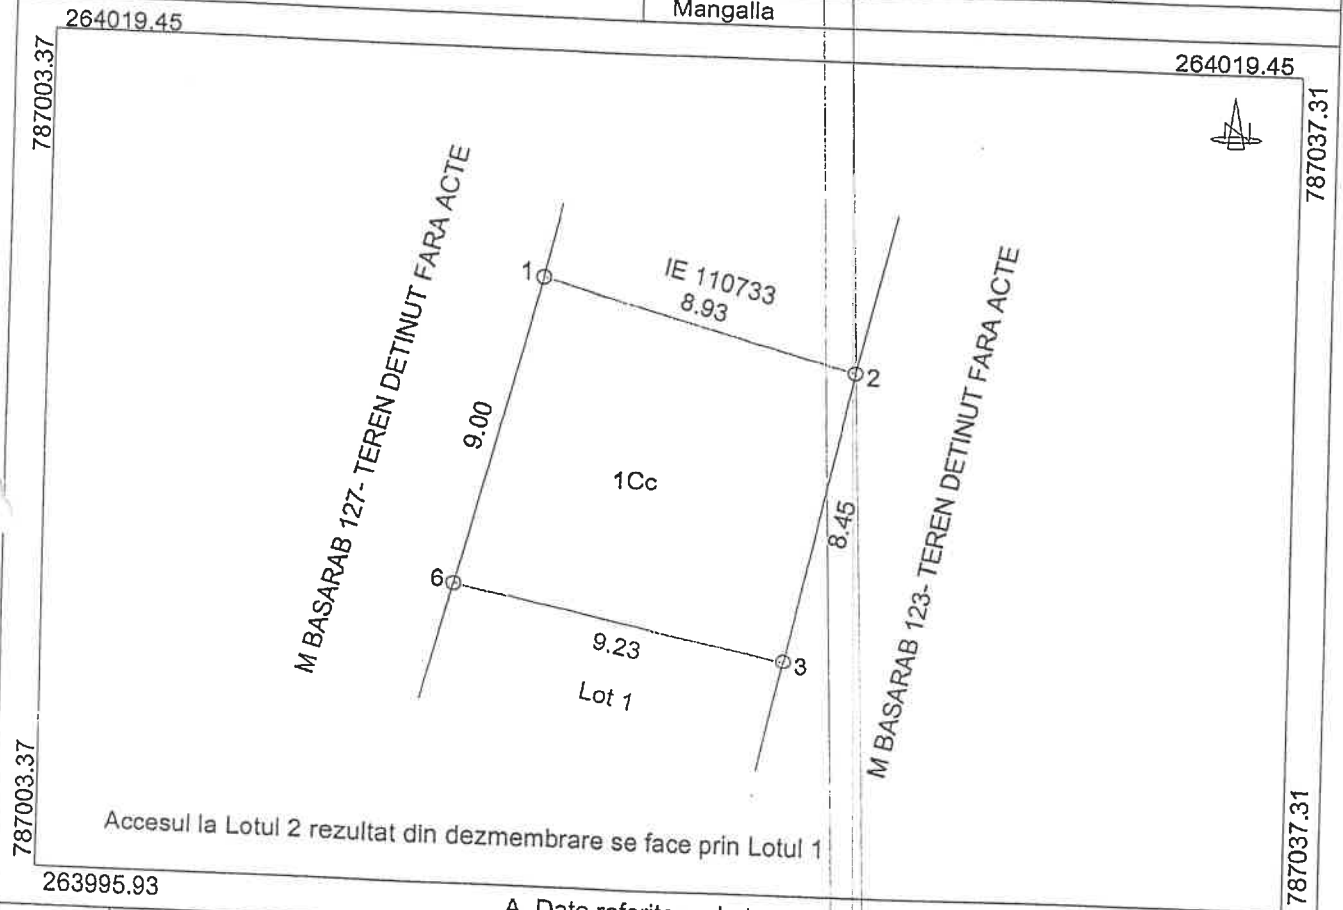 Mangalia
264019.45
264019.45
787003.37
787037.31
M BASARAB 127- TEREN DETINUT FARA ACTE
1
IE 110733
8.93
2
9.00
1Cc
8.45
M BASARAB 123- TEREN DETINUT FARA ACTE
6
9.23
3
Lot 1
787003.37
787037.31
Accesul la Lotul 2 rezultat din dezmembrare se face prin Lotul 1
263995.93
A. Date